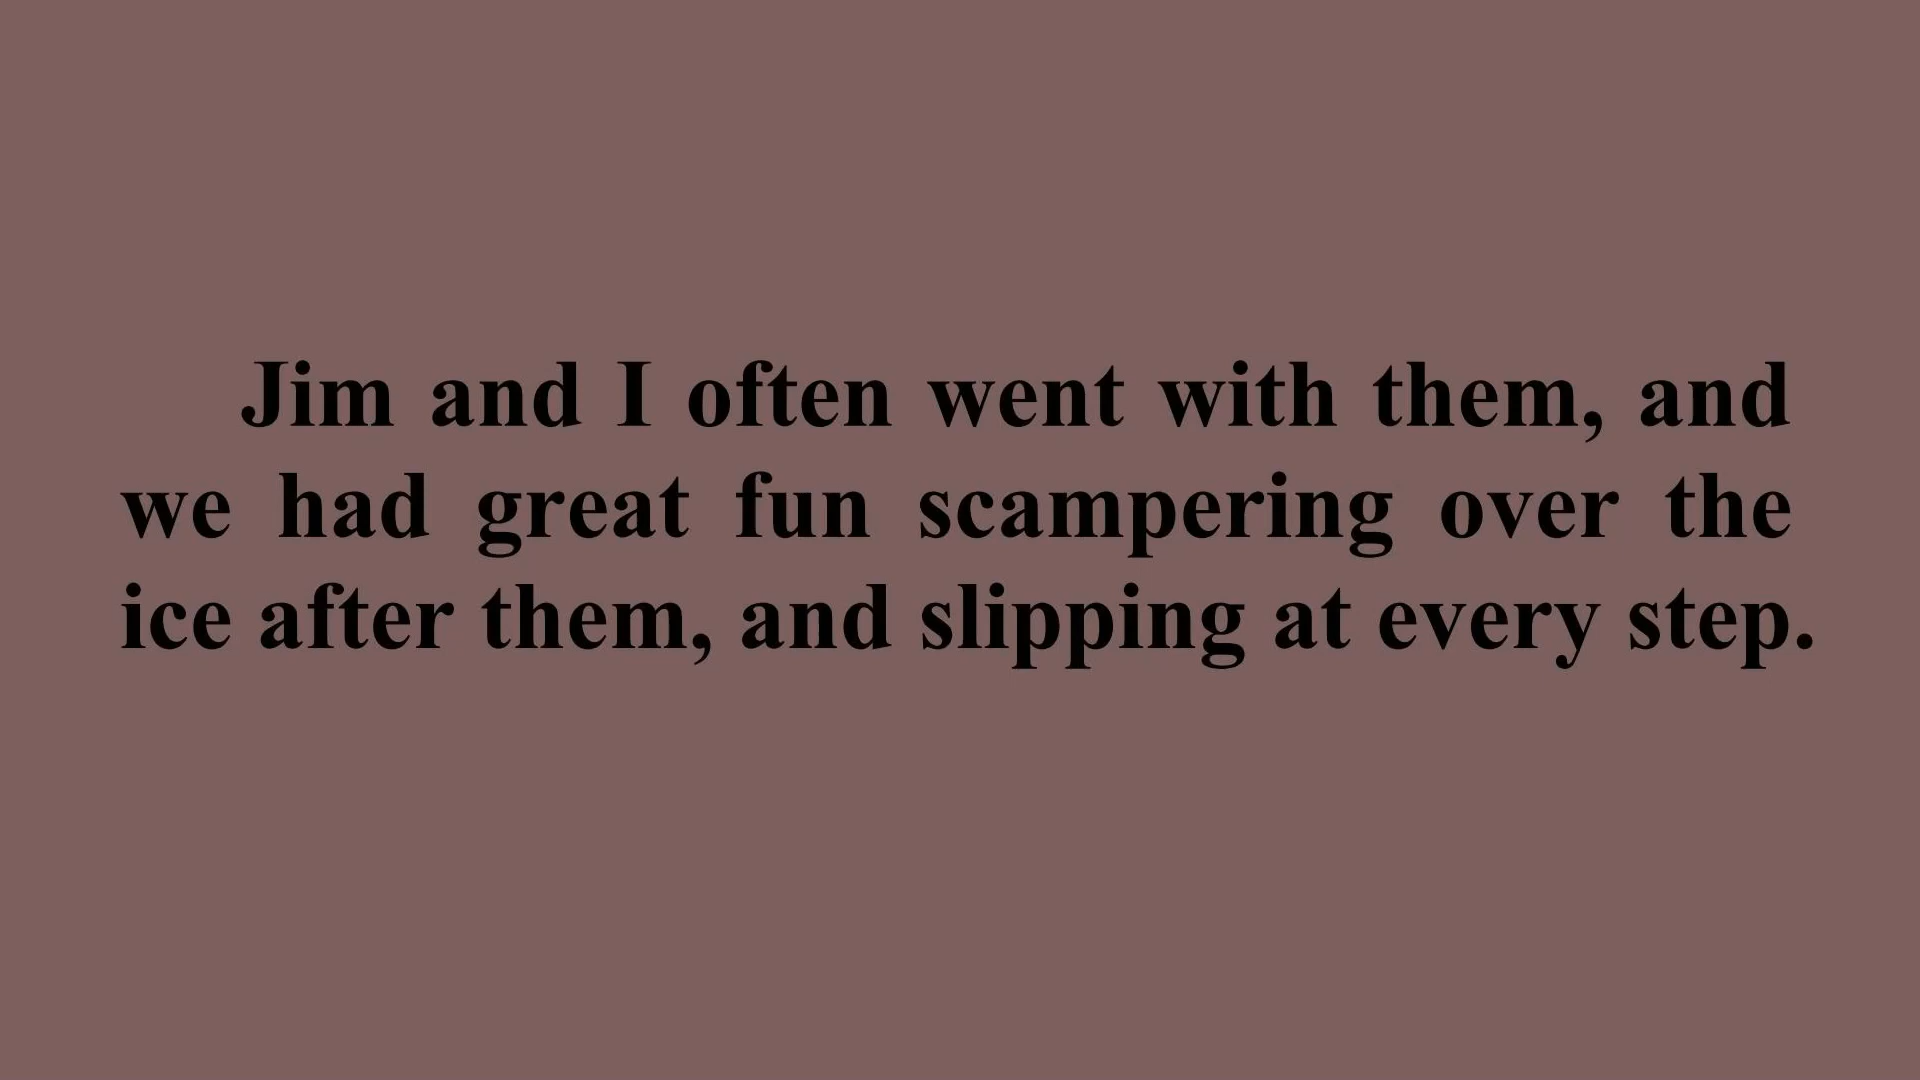 Jim and I often went with them, and
we had great fun scampering over the
ice after them, and slipping at every step.